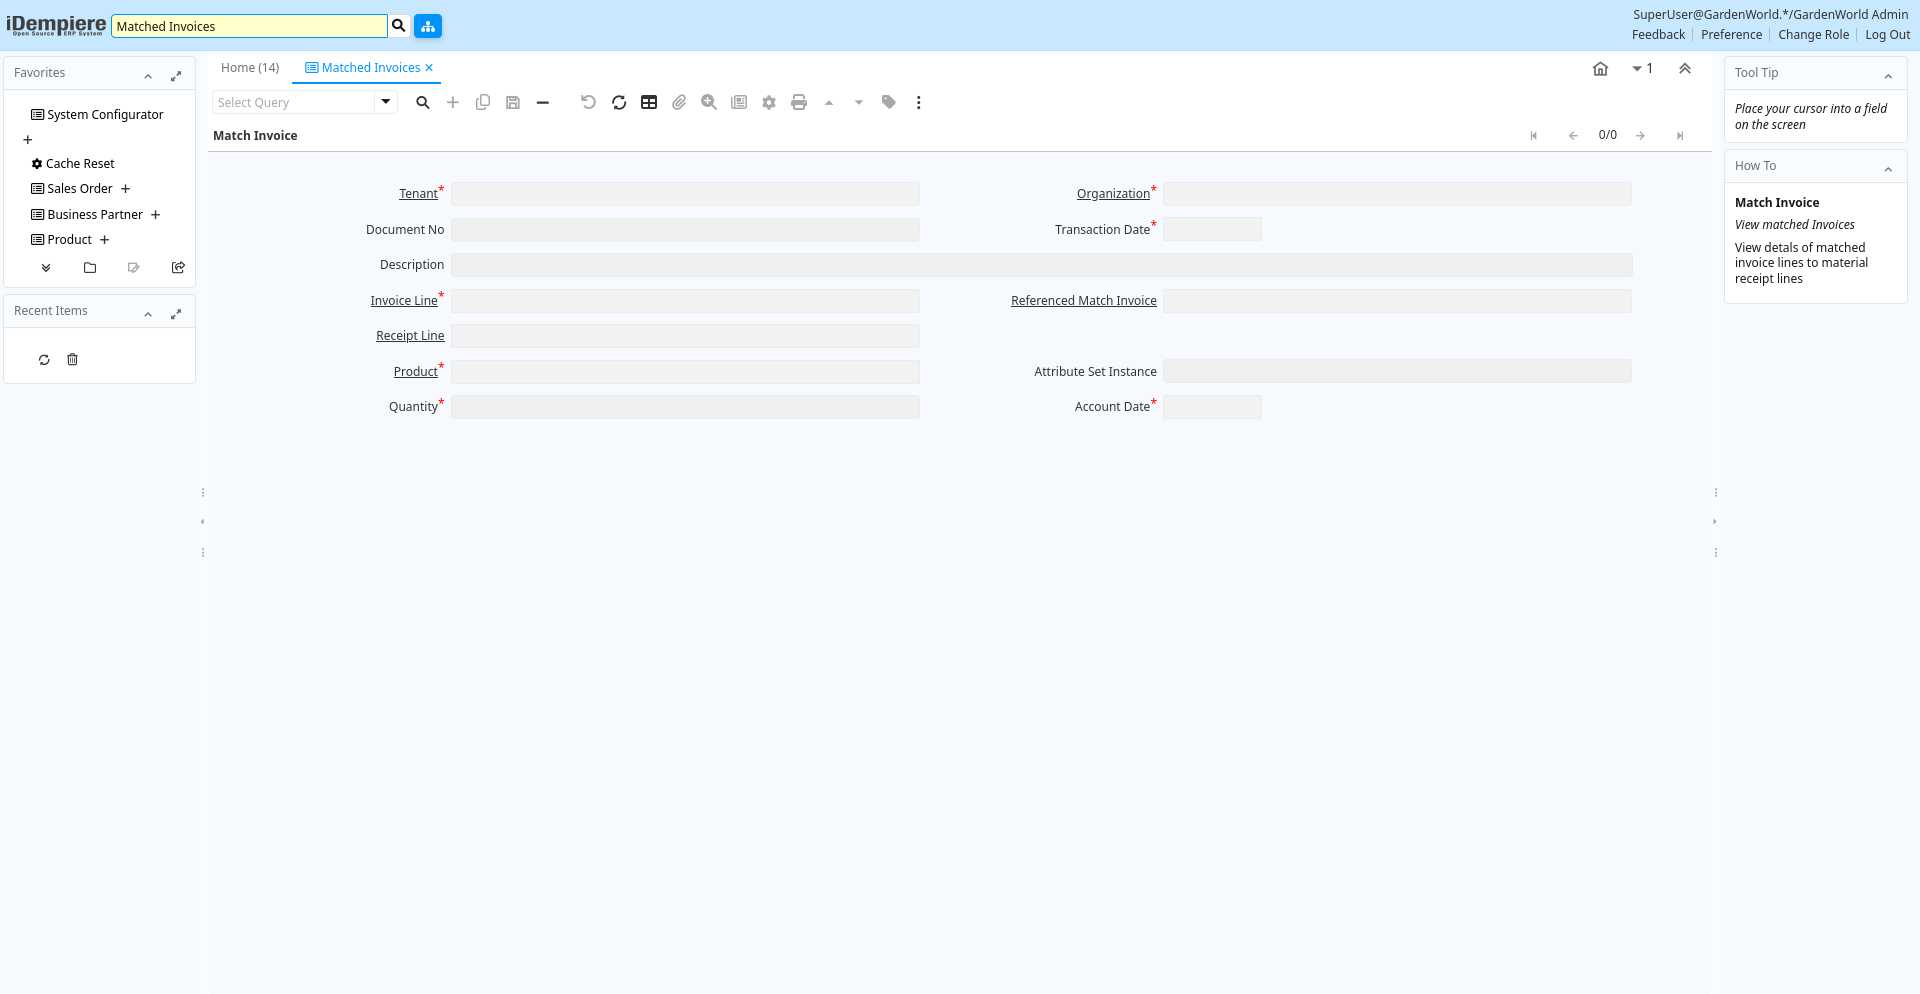 iDempiere
Open Source ERP System
Matched Invoices
SuperUser@GardenWorld.*/GardenWorld Admin
Feedback
Preference
Change Role
Log Out
Favorites
System Configurator
Cache Reset
Sales Order
Business Partner
Product
Recent Items
Home (14)
Matched Invoices
1
Select Query
Match Invoice
0/0
Tenant*
Organization*
Document No
Transaction Date*
Description
Invoice Line*
Referenced Match Invoice
Receipt Line
Product*
Attribute Set Instance
Quantity*
Account Date*
Tool Tip
Place your cursor into a field
on the screen
How To
Match Invoice
View matched Invoices
View detals of matched
invoice lines to material
receipt lines